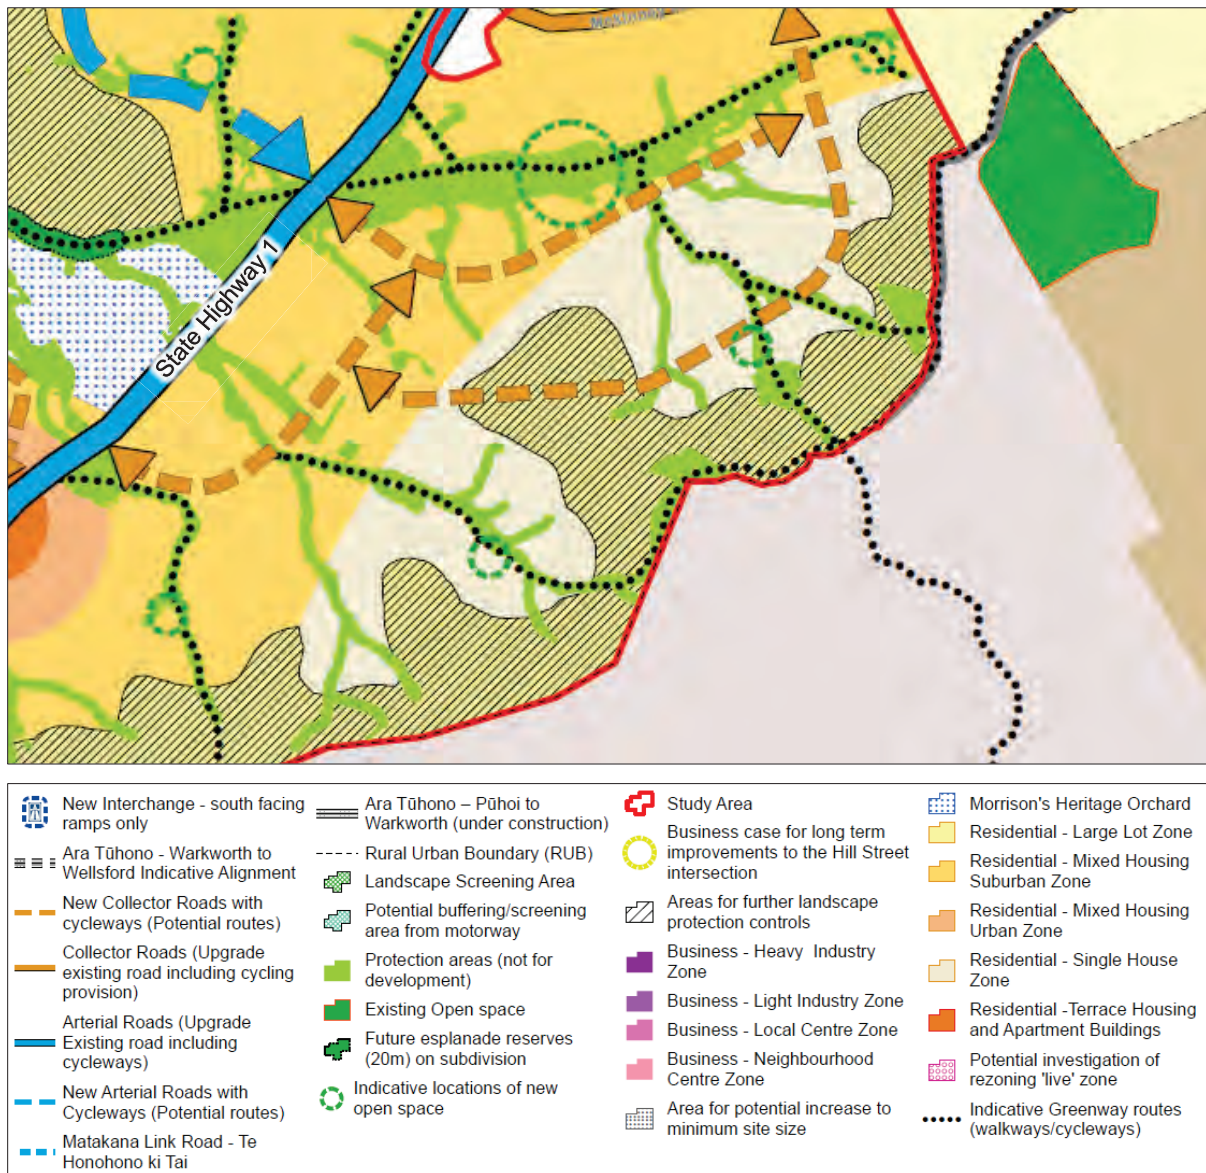 McKinney
State Highway 1
New Interchange - south facing
ramps only
Ara Tūhono - Warkworth to
Wellsford Indicative Alignment
New Collector Roads with
cycleways (Potential routes)
Collector Roads (Upgrade
existing road including cycling
provision)
Arterial Roads (Upgrade
Existing road including
cycleways)
New Arterial Roads with
Cycleways (Potential routes)
Matakana Link Road - Te
Honohono ki Tai
Ara Tūhono – Pūhoi to
Warkworth (under construction)
Rural Urban Boundary (RUB)
Landscape Screening Area
Potential buffering/screening
area from motorway
Protection areas (not for
development)
Existing Open space
Future esplanade reserves
(20m) on subdivision
Indicative locations of new
open space
Study Area
Business case for long term
improvements to the Hill Street
intersection
Areas for further landscape
protection controls
Business - Heavy Industry
Zone
Business - Light Industry Zone
Business - Local Centre Zone
Business - Neighbourhood
Centre Zone
Area for potential increase to
minimum site size
Morrison's Heritage Orchard
Residential - Large Lot Zone
Residential - Mixed Housing
Suburban Zone
Residential - Mixed Housing
Urban Zone
Residential - Single House
Zone
Residential -Terrace Housing
and Apartment Buildings
Potential investigation of
rezoning 'live' zone
Indicative Greenway routes
(walkways/cycleways)